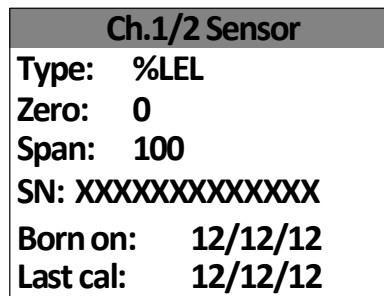 Ch.1/2 Sensor
Type: %LEL
Zero: 0
Span: 100
SN: XXXXXXXXXXXXX
Born on: 12/12/12
Last cal: 12/12/12